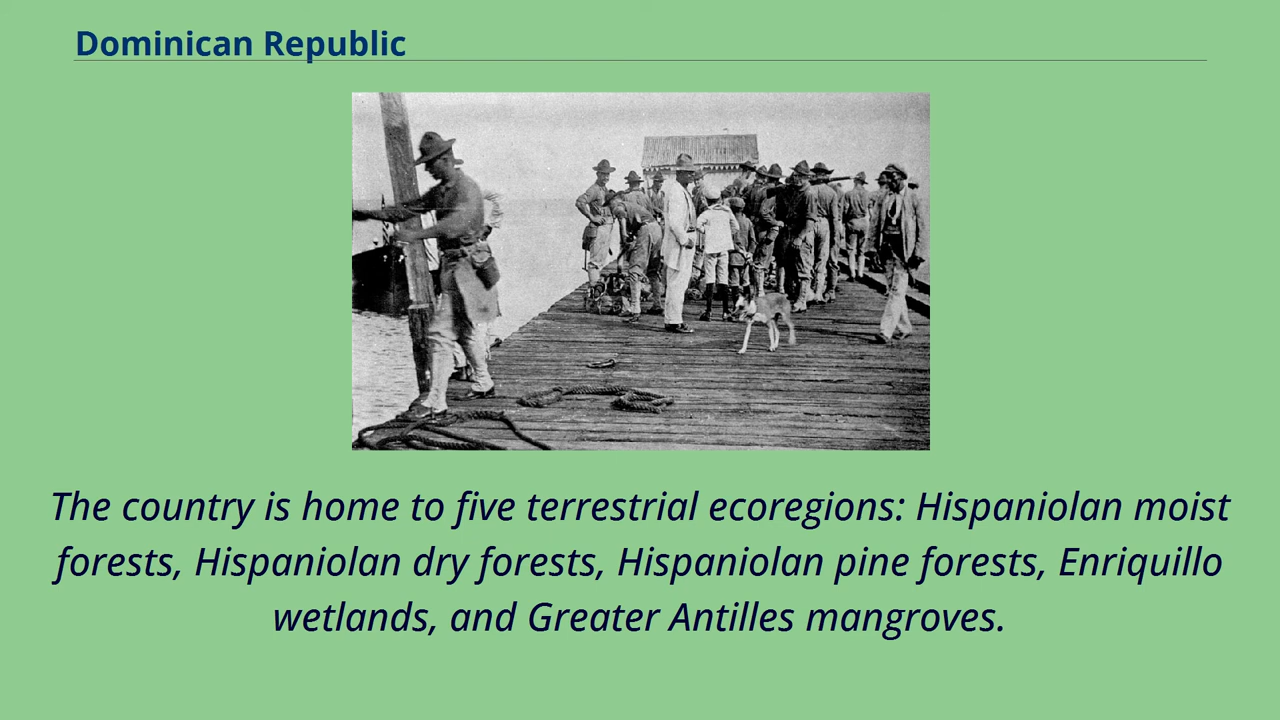 Dominican Republic
The country is home to five terrestrial ecoregions: Hispaniolan moist
forests, Hispaniolan dry forests, Hispaniolan pine forests, Enriquillo
wetlands, and Greater Antilles mangroves.